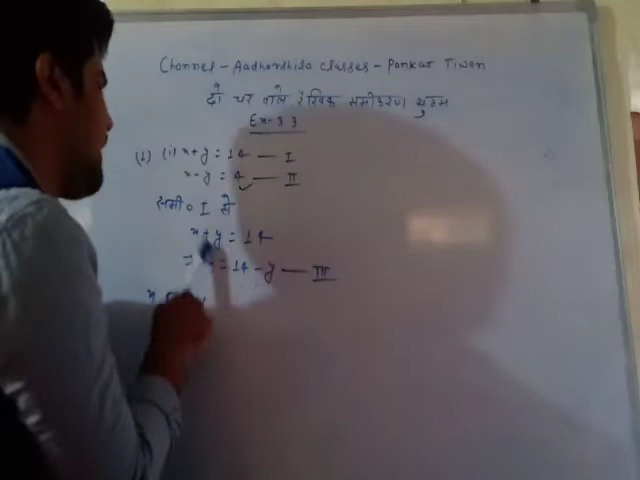 Channel - Aadharshila classes - Pankaj Tiwari
दो चर वाले रैखिक समीकरण युग्म
Ex - 3.3
(1) (i) x + y = 14 — I
x - y = 4 — II
समी० I से
x + y = 14
= 14 - y — III